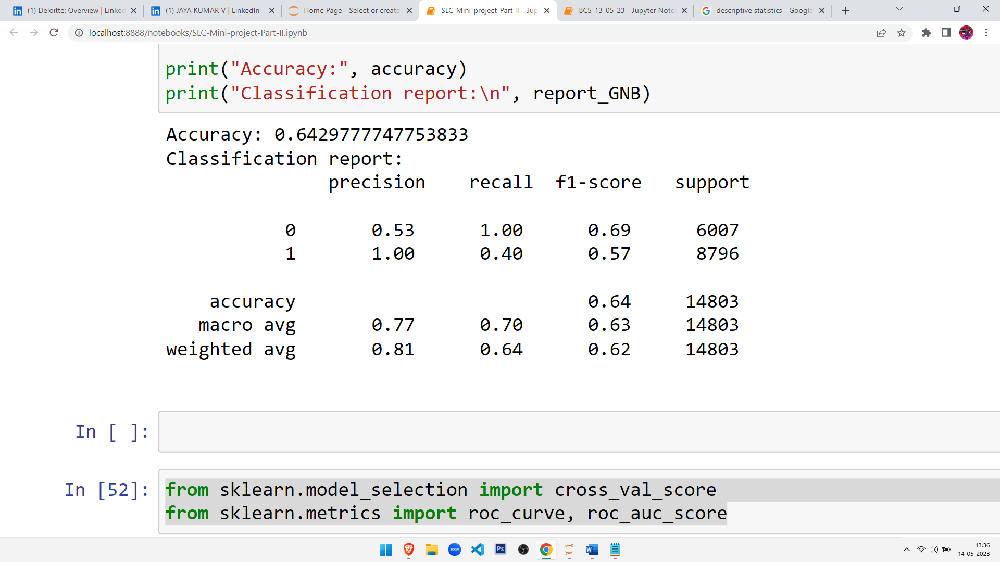 (1) Deloitte: Overview | Linked
(1) JAYA KUMAR V | LinkedIn
Home Page - Select or create
SLC-Mini-project-Part-II - Jup
BCS-13-05-23 - Jupyter Note
descriptive statistics - Google
localhost:8888/notebooks/SLC-Mini-project-Part-II.ipynb
print("Accuracy:", accuracy)
print("Classification report:\n", report_GNB)
Accuracy: 0.6429777747753833
Classification report:
precision recall f1-score support
0 0.53 1.00 0.69 6007
1 1.00 0.40 0.57 8796
accuracy 0.64 14803
macro avg 0.77 0.70 0.63 14803
weighted avg 0.81 0.64 0.62 14803
In [ ]:
In [52]:
from sklearn.model_selection import cross_val_score
from sklearn.metrics import roc_curve, roc_auc_score
zoom
Ps
W
13:36
14-05-2023